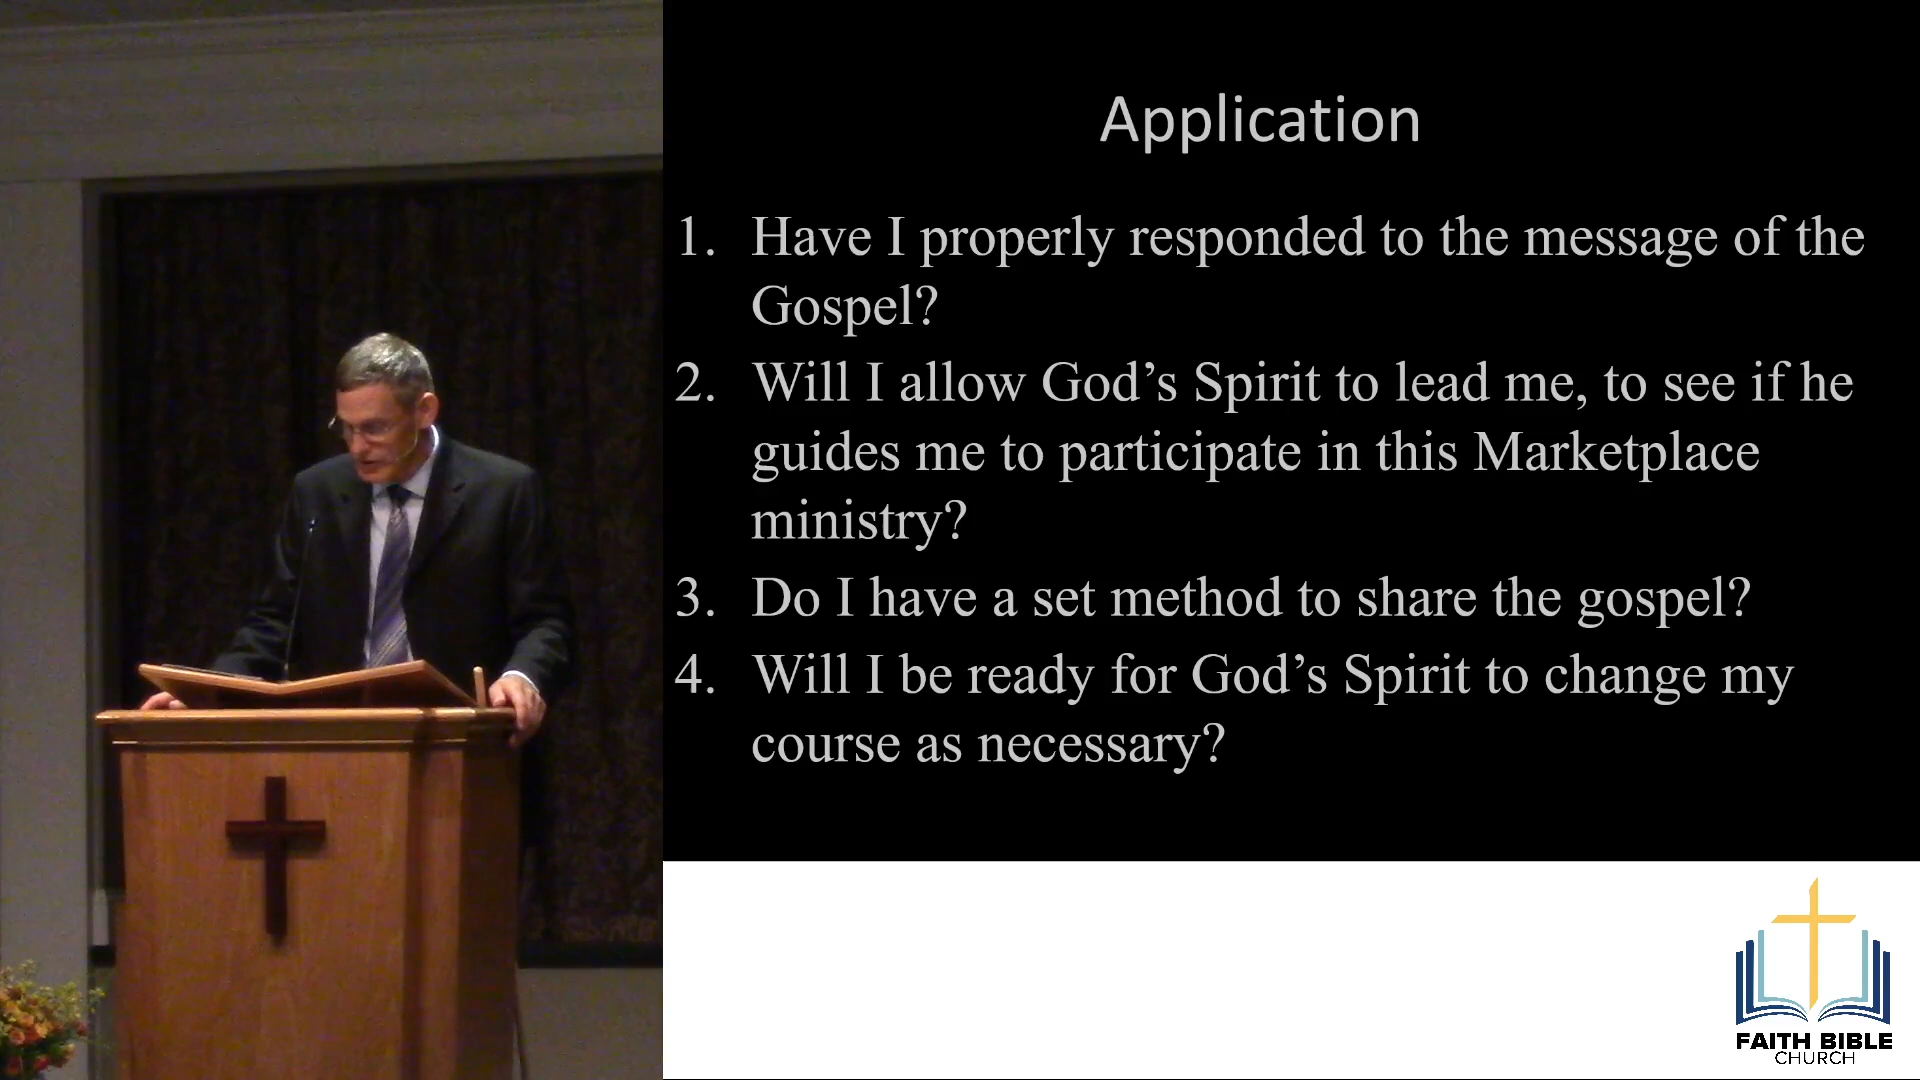 Application
1. Have I properly responded to the message of the
Gospel?
2. Will I allow God’s Spirit to lead me, to see if he
guides me to participate in this Marketplace
ministry?
3. Do I have a set method to share the gospel?
4. Will I be ready for God’s Spirit to change my
course as necessary?
FAITH BIBLE
CHURCH